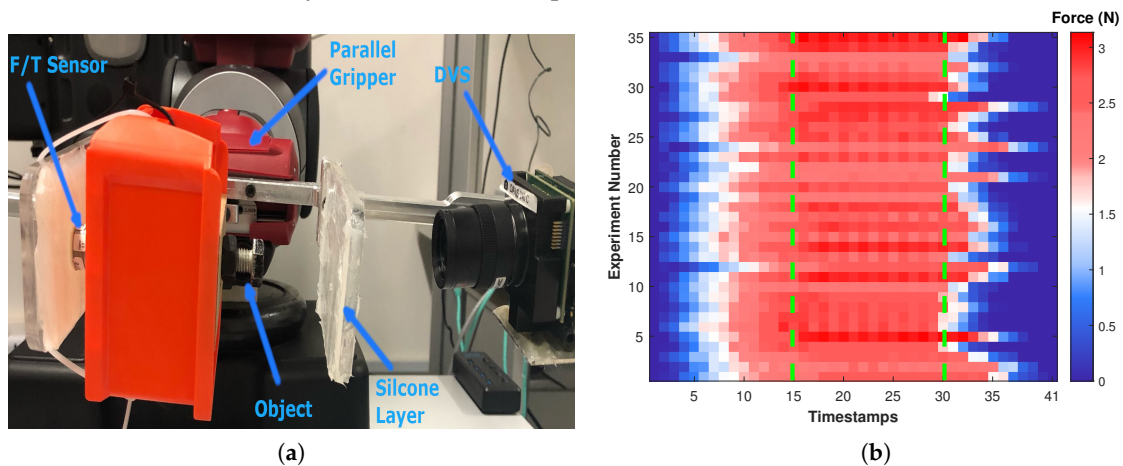 F/T Sensor
Parallel
Gripper
DVS
Object
Silcone
Layer
(a)
Force (N)
Experiment Number
35
30
25
20
15
10
5
5 10 15 20 25 30 35 41
Timestamps
3
2.5
2
1.5
1
0.5
0
(b)